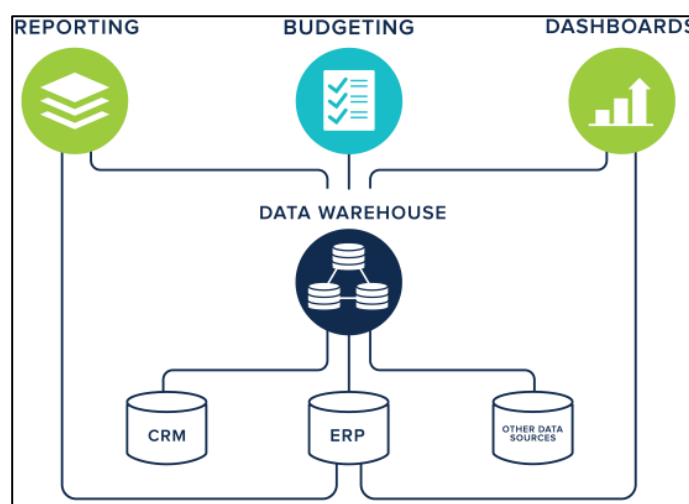 REPORTING
BUDGETING
DASHBOARDS
DATA WAREHOUSE
CRM
ERP
OTHER DATA
SOURCES